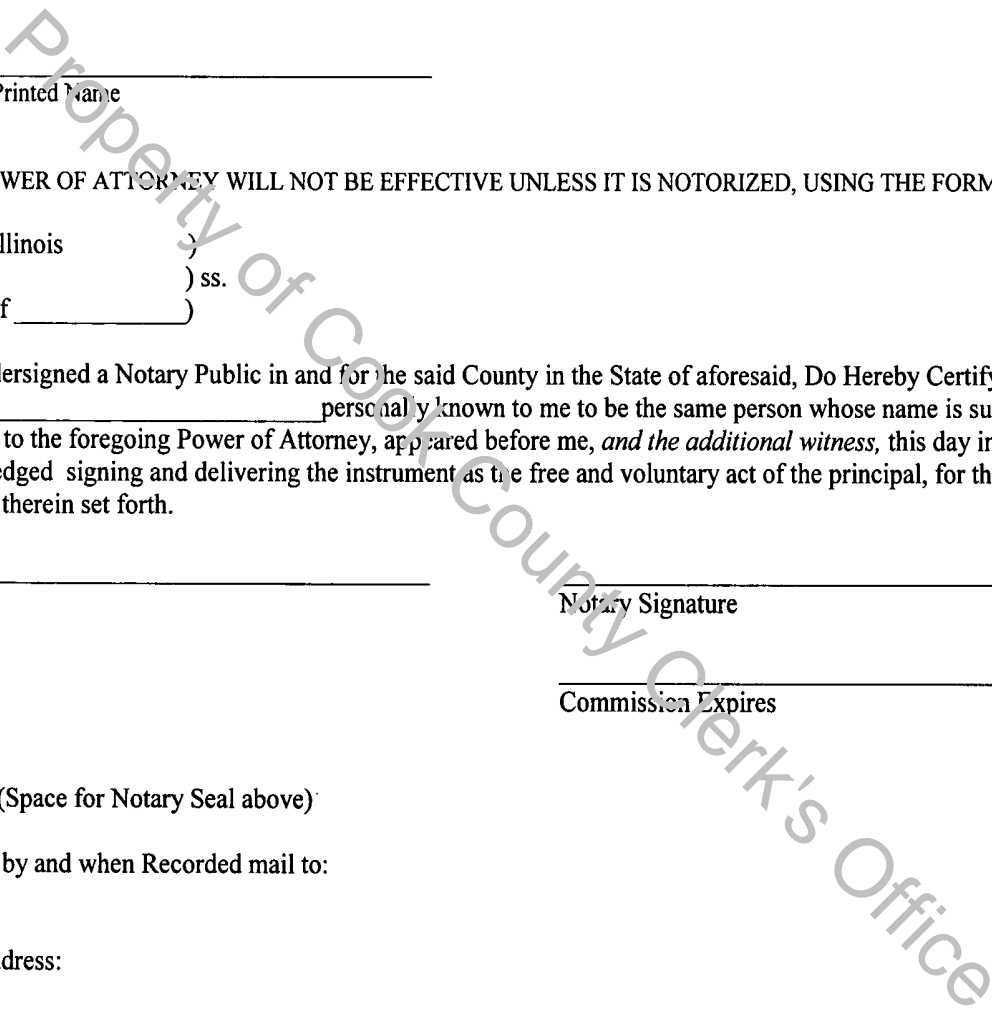 Printed Name
WER OF ATTORNEY WILL NOT BE EFFECTIVE UNLESS IT IS NOTORIZED, USING THE FORM
llinois )
) ss.
f ______________)
dersigned a Notary Public in and for the said County in the State of aforesaid, Do Hereby Certify
______________________________personally known to me to be the same person whose name is su
to the foregoing Power of Attorney, appeared before me, and the additional witness, this day in
edged signing and delivering the instrument as the free and voluntary act of the principal, for th
therein set forth.
Notary Signature
Commission Expires
(Space for Notary Seal above)
by and when Recorded mail to:
dress:
Property of Cook County Clerk's Office